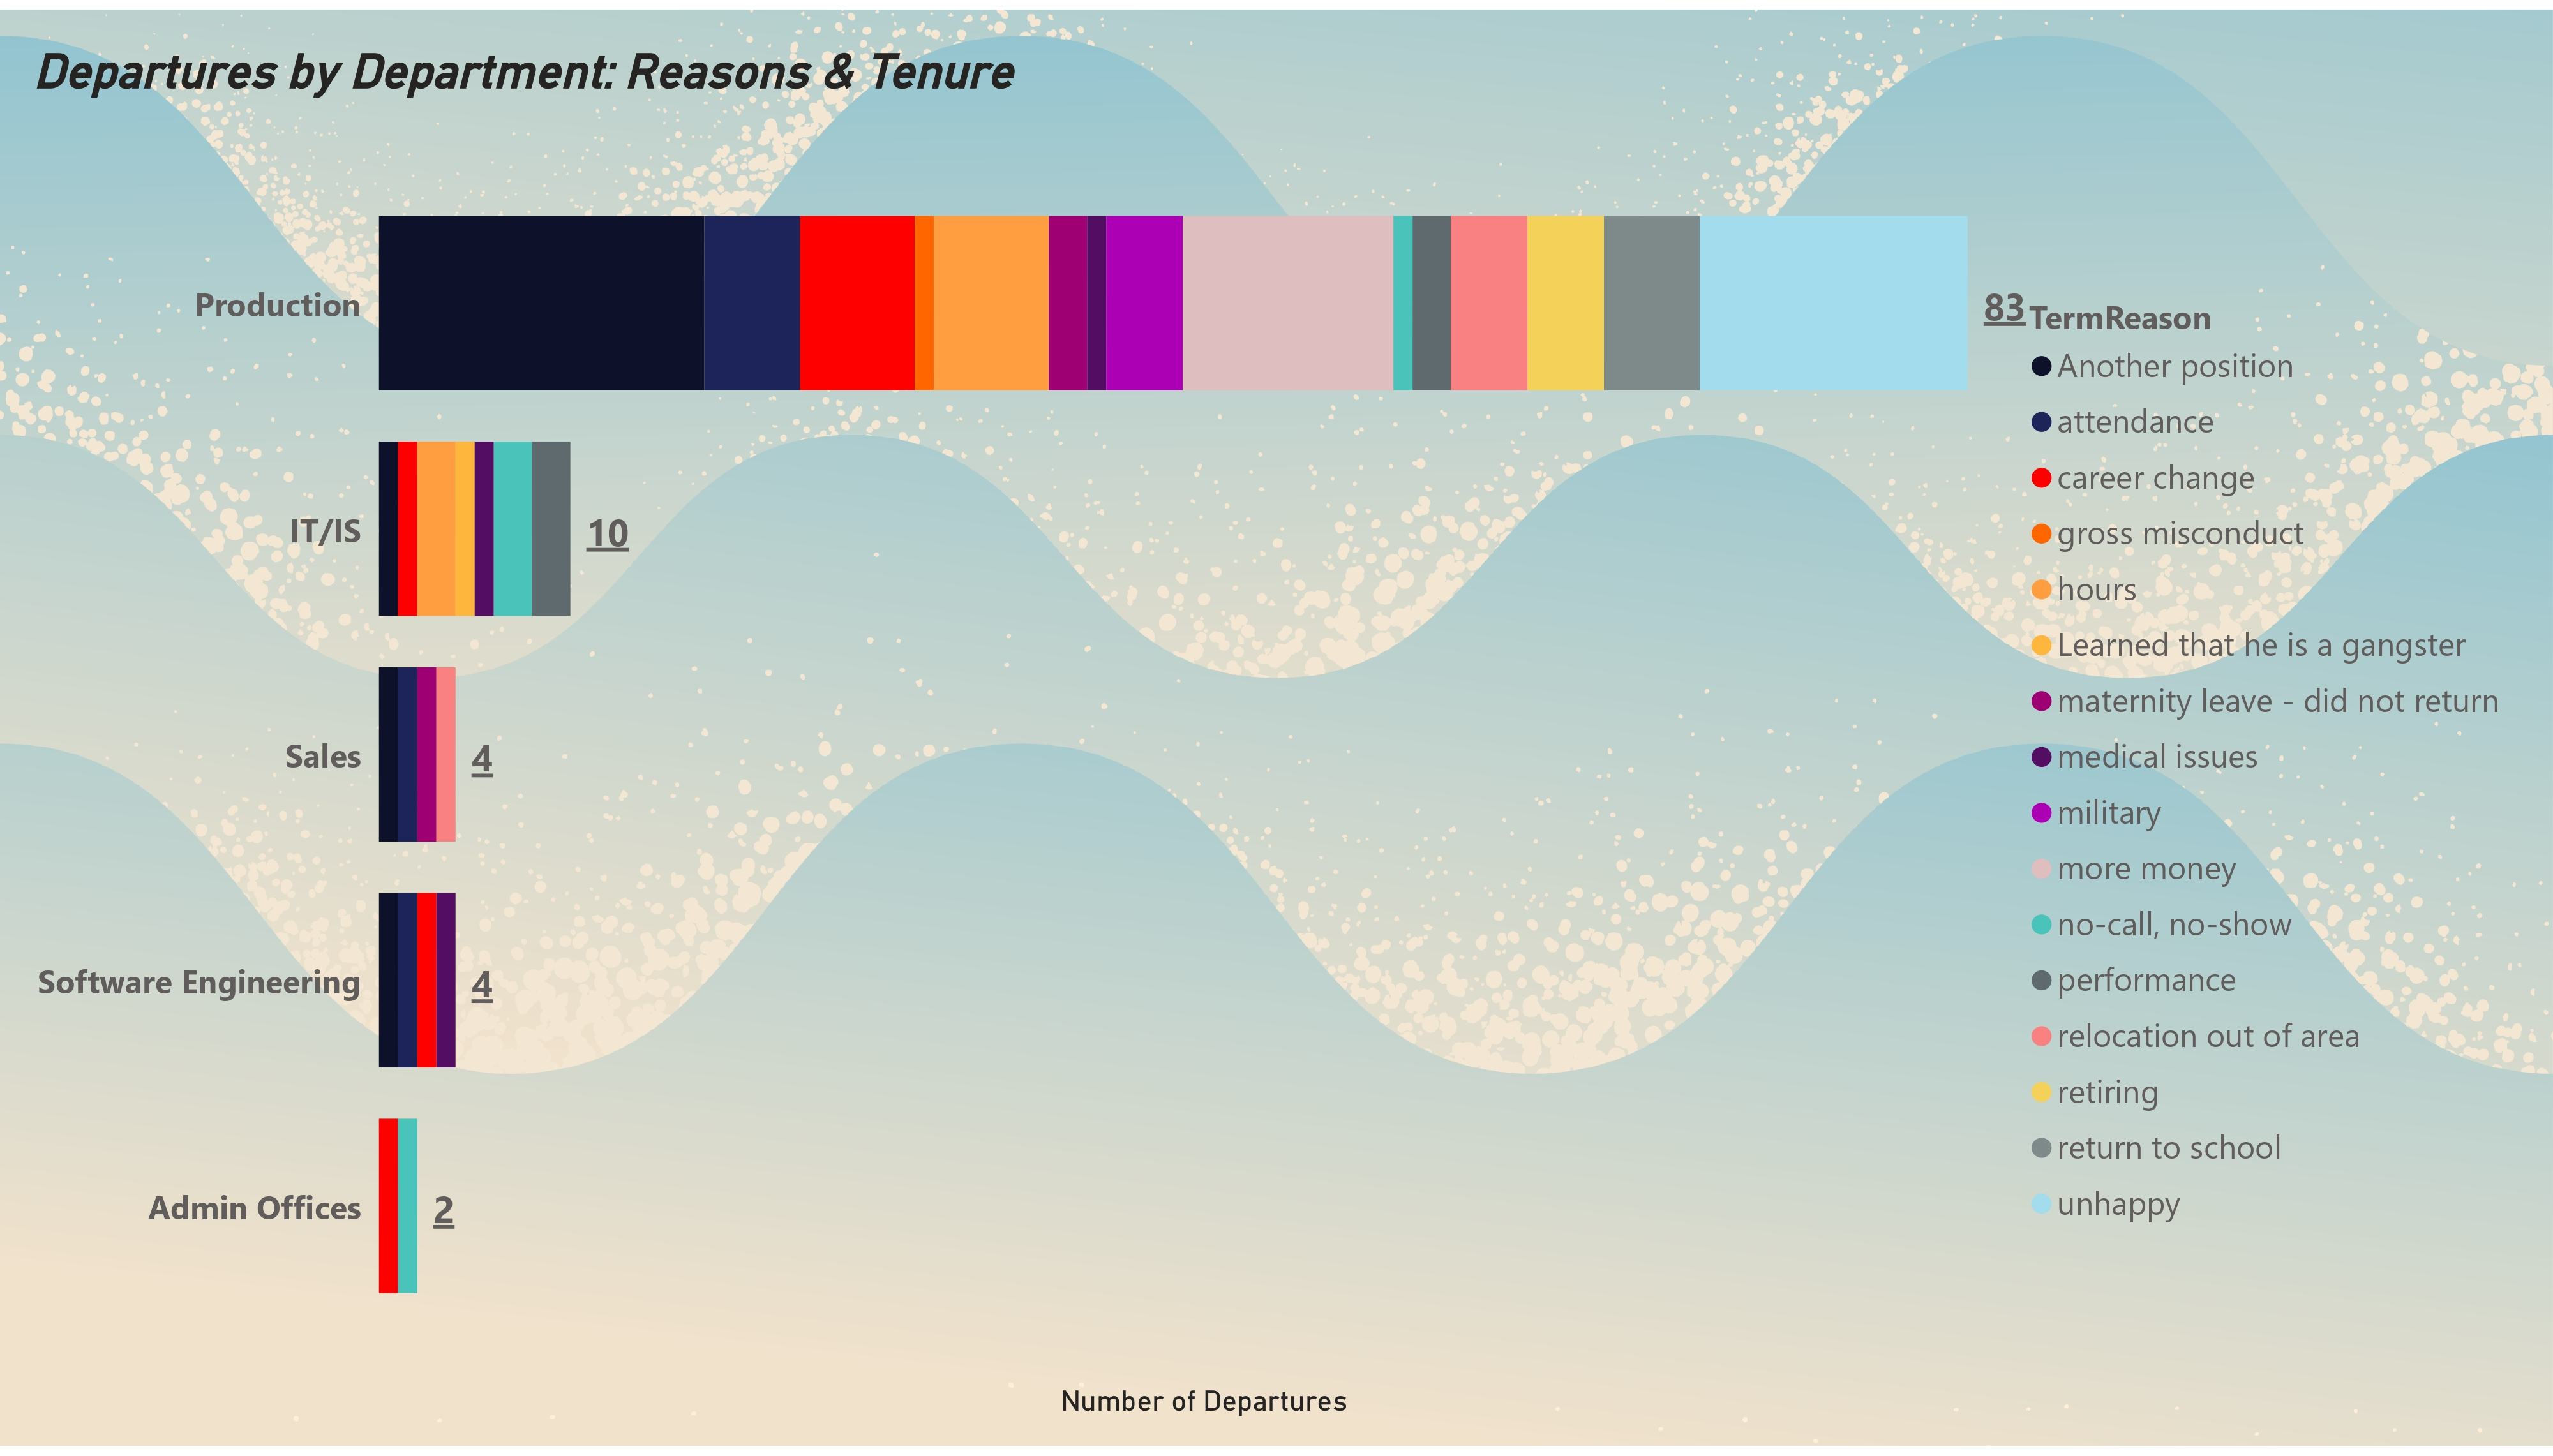 Departures by Department: Reasons & Tenure
Production
83
IT/IS
10
Sales
4
Software Engineering
4
Admin Offices
2
Number of Departures
TermReason
Another position
attendance
career change
gross misconduct
hours
Learned that he is a gangster
maternity leave - did not return
medical issues
military
more money
no-call, no-show
performance
relocation out of area
retiring
return to school
unhappy